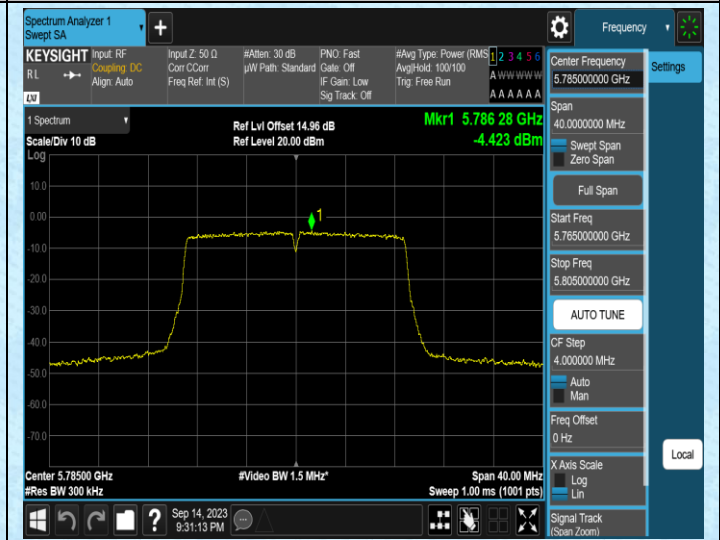 Spectrum Analyzer 1
Swept SA
+
Frequency
KEYSIGHT
R L
LXI
Input: RF
Coupling: DC
Align: Auto
Input Z: 50 Ω
Corr CCorr
Freq Ref: Int (S)
#Atten: 30 dB
µW Path: Standard
PNO: Fast
Gate: Off
IF Gain: Low
Sig Track: Off
#Avg Type: Power (RMS
Avg|Hold: 100/100
Trig: Free Run
1 2 3 4 5 6
A W W W W W
A A A A A A
Center Frequency
5.785000000 GHz
Settings
Span
40.0000000 MHz
Swept Span
Zero Span
Full Span
Start Freq
5.765000000 GHz
Stop Freq
5.805000000 GHz
AUTO TUNE
CF Step
4.000000 MHz
Auto
Man
Freq Offset
0 Hz
X Axis Scale
Log
Lin
Signal Track
(Span Zoom)
Local
1 Spectrum
Scale/Div 10 dB
Log
Ref Lvl Offset 14.96 dB
Ref Level 20.00 dBm
Mkr1 5.786 28 GHz
-4.423 dBm
1
10.0
0.00
-10.0
-20.0
-30.0
-40.0
-50.0
-60.0
-70.0
Center 5.78500 GHz
#Res BW 300 kHz
#Video BW 1.5 MHz*
Span 40.00 MHz
Sweep 1.00 ms (1001 pts)
?
Sep 14, 2023
9:31:13 PM